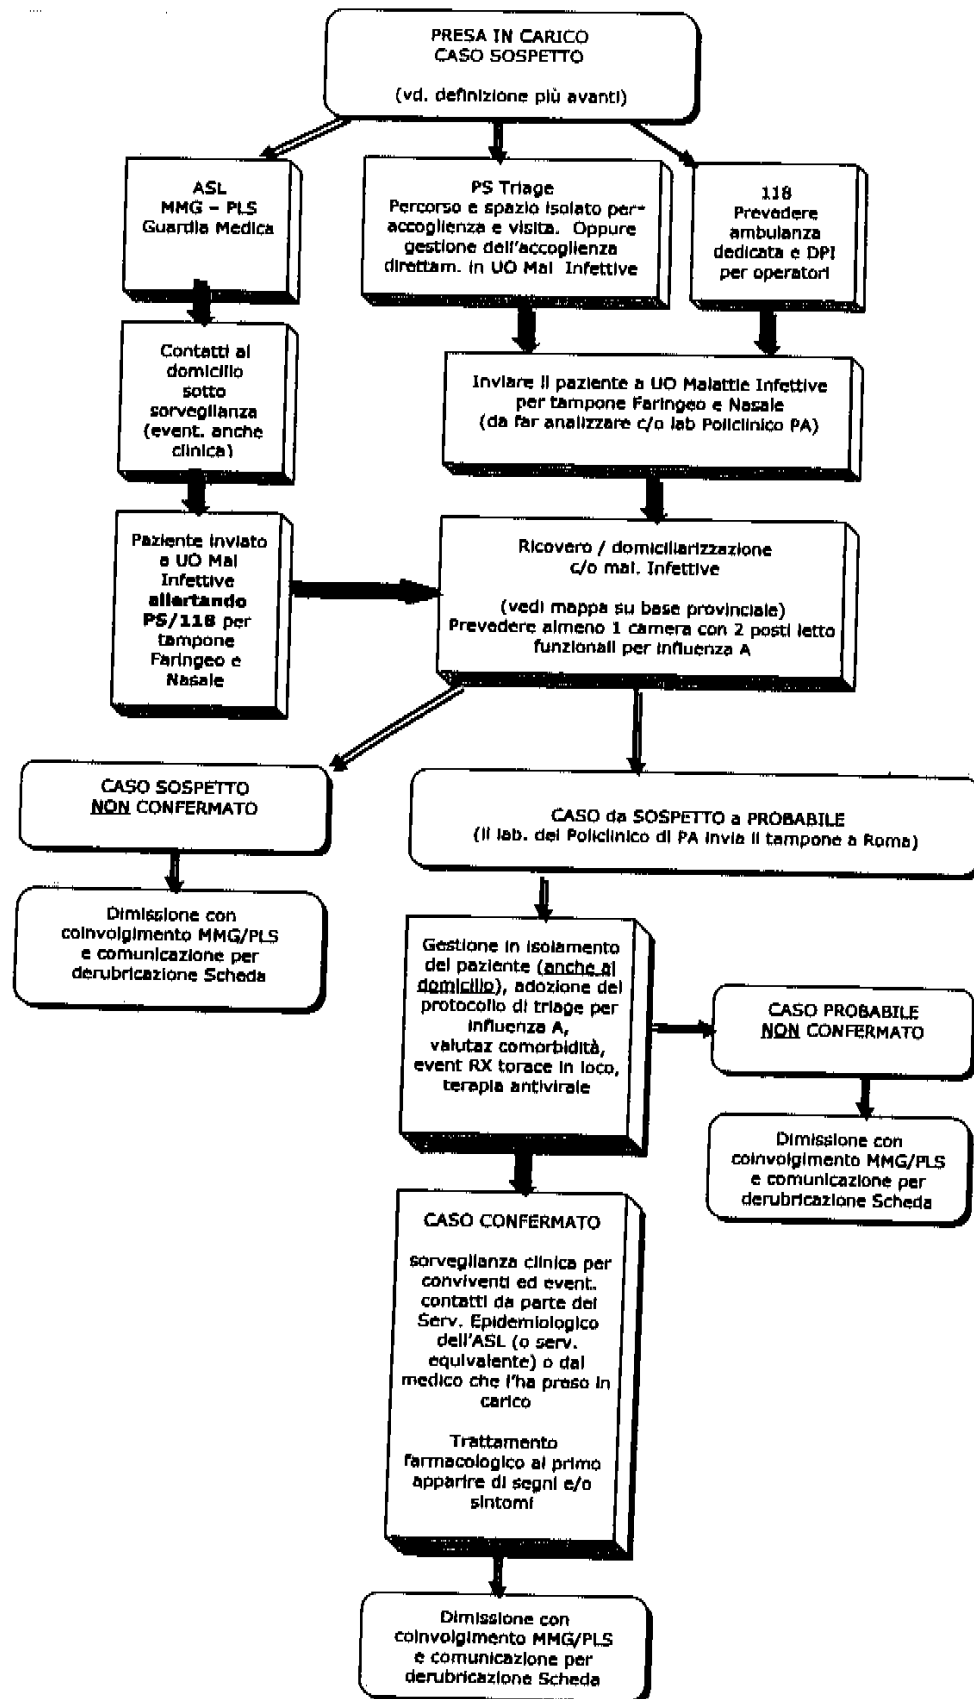 PRESA IN CARICO
CASO SOSPETTO
(vd. definizione più avanti)
ASL
MMG – PLS
Guardia Medica
PS Triage
Percorso e spazio isolato per
accoglienza e visita. Oppure
gestione dell'accoglienza
direttam. in UO Mal Infettive
118
Prevedere
ambulanza
dedicata e DPI
per operatori
Contatti al
domicilio
sotto
sorveglianza
(event. anche
clinica)
Inviare il paziente a UO Malattie Infettive
per tampone Faringeo e Nasale
(da far analizzare c/o lab Policlinico PA)
Paziente inviato
a UO Mal
Infettive
allertando
PS/118 per
tampone
Faringeo e
Nasale
Ricovero / domiciliarizzazione
c/o mal. Infettive
(vedi mappa su base provinciale)
Prevedere almeno 1 camera con 2 posti letto
funzionali per influenza A
CASO SOSPETTO
NON CONFERMATO
CASO da SOSPETTO a PROBABILE
(il lab. del Policlinico di PA invia il tampone a Roma)
Dimissione con
coinvolgimento MMG/PLS
e comunicazione per
derubricazione Scheda
Gestione in isolamento
del paziente (anche al
domicilio), adozione del
protocollo di triage per
influenza A,
valutaz comorbidità,
event RX torace in loco,
terapia antivirale
CASO PROBABILE
NON CONFERMATO
Dimissione con
coinvolgimento MMG/PLS
e comunicazione per
derubricazione Scheda
CASO CONFERMATO
sorveglianza clinica per
conviventi ed event.
contatti da parte del
Serv. Epidemiologico
dell'ASL (o serv.
equivalente) o dal
medico che l'ha preso in
carico
Trattamento
farmacologico al primo
apparire di segni e/o
sintomi
Dimissione con
coinvolgimento MMG/PLS
e comunicazione per
derubricazione Scheda